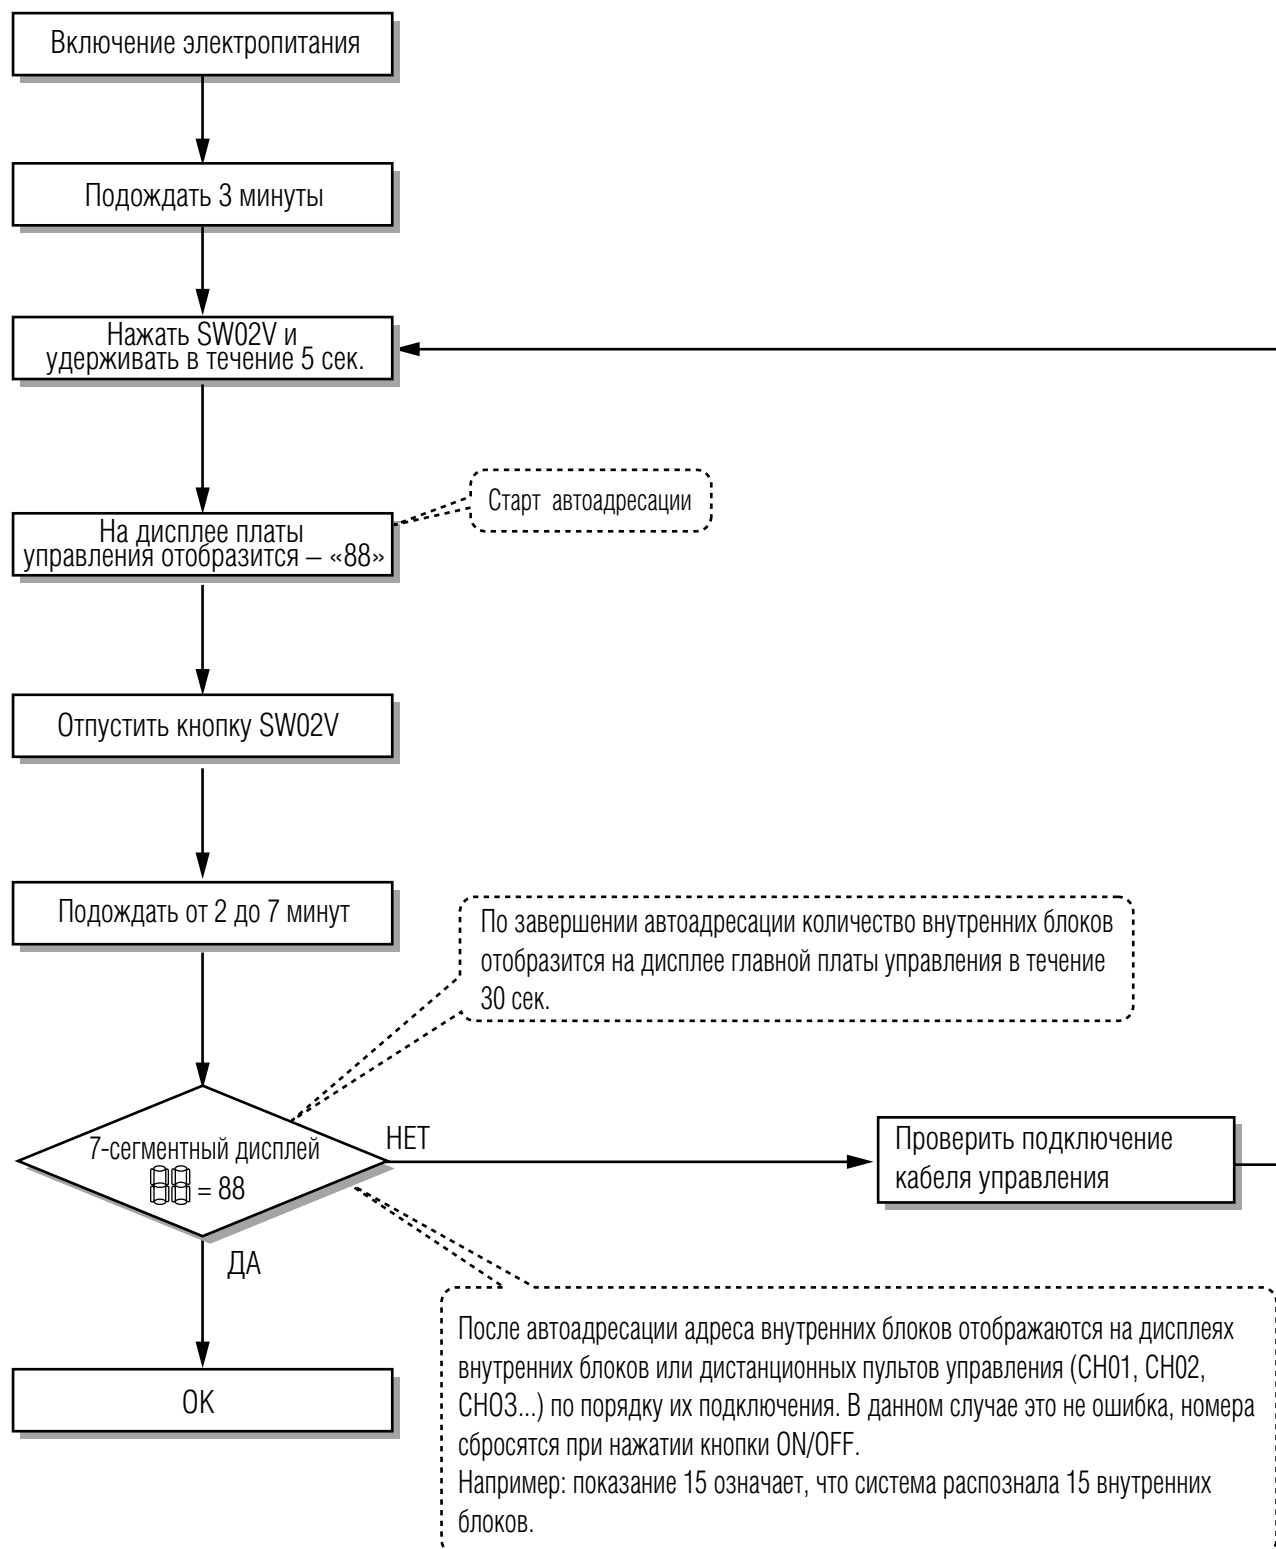 Включение электропитания
Подождать 3 минуты
Нажать SW02V и
удерживать в течение 5 сек.
Старт автоадресации
На дисплее платы
управления отобразится – «88»
Отпустить кнопку SW02V
Подождать от 2 до 7 минут
По завершении автоадресации количество внутренних блоков
отобразится на дисплее главной платы управления в течение
30 сек.
7-сегментный дисплей
88 = 88
НЕТ
Проверить подключение
кабеля управления
ДА
После автоадресации адреса внутренних блоков отображаются на дисплеях
внутренних блоков или дистанционных пультов управления (CH01, CH02,
CHO3...) по порядку их подключения. В данном случае это не ошибка, номера
сбросятся при нажатии кнопки ON/OFF.
Например: показание 15 означает, что система распознала 15 внутренних
блоков.
OK